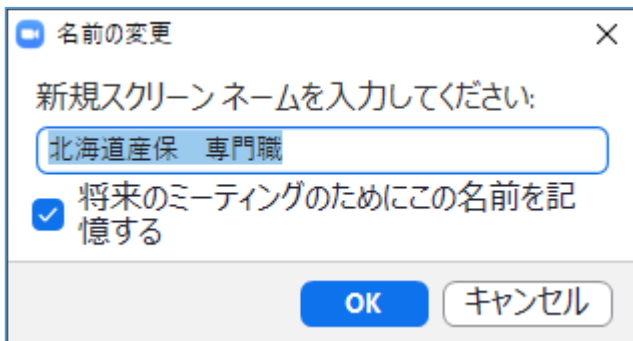 名前の変更
新規スクリーン ネームを入力してください:
北海道産保　専門職
将来のミーティングのためにこの名前を記
憶する
OK
キャンセル